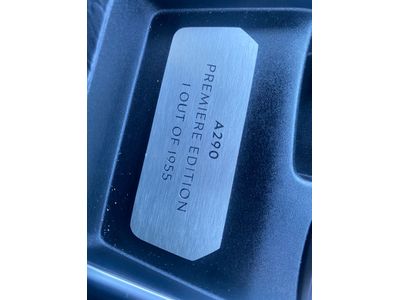 A290
PREMIERE EDITION
1 OUT OF 1955